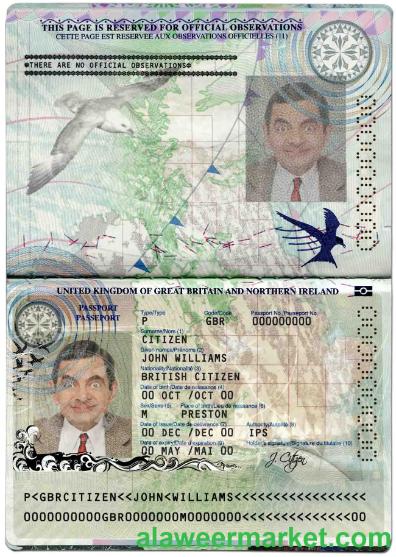 THIS PAGE IS RESERVED FOR OFFICIAL OBSERVATIONS
CETTE PAGE EST RESERVEE AUX OBSERVATIONS OFFICIELLES (11)
THERE ARE NO OFFICIAL OBSERVATIONS
UNITED KINGDOM OF GREAT BRITAIN AND NORTHERN IRELAND
PASSPORT
PASSEPORT
Type/Type Code/Code Passport No./Passeport No.
P GBR 000000000
Surname/Nom (1)
CITIZEN
Given names/Prénoms (2)
JOHN WILLIAMS
Nationality/Nationalité (3)
BRITISH CITIZEN
Date of birth/Date de naissance (4)
00 OCT /OCT 00
Sex/Sexe (5) Place of birth/Lieu de naissance (6)
M PRESTON
Date of issue/Date de délivrance (7) Authority/Autorité (8)
00 DEC /DEC 00 IPS
Date of expiry/Date d'expiration (9) Holder's signature/Signature du titulaire (10)
00 MAY /MAI 00
P<GBRCITIZEN<<JOHN<WILLIAMS<<<<<<<<<<<<<<<<<
0000000000GBR0000000M0000000<<<<<<<<<<<<<<00
alaweermarket.com